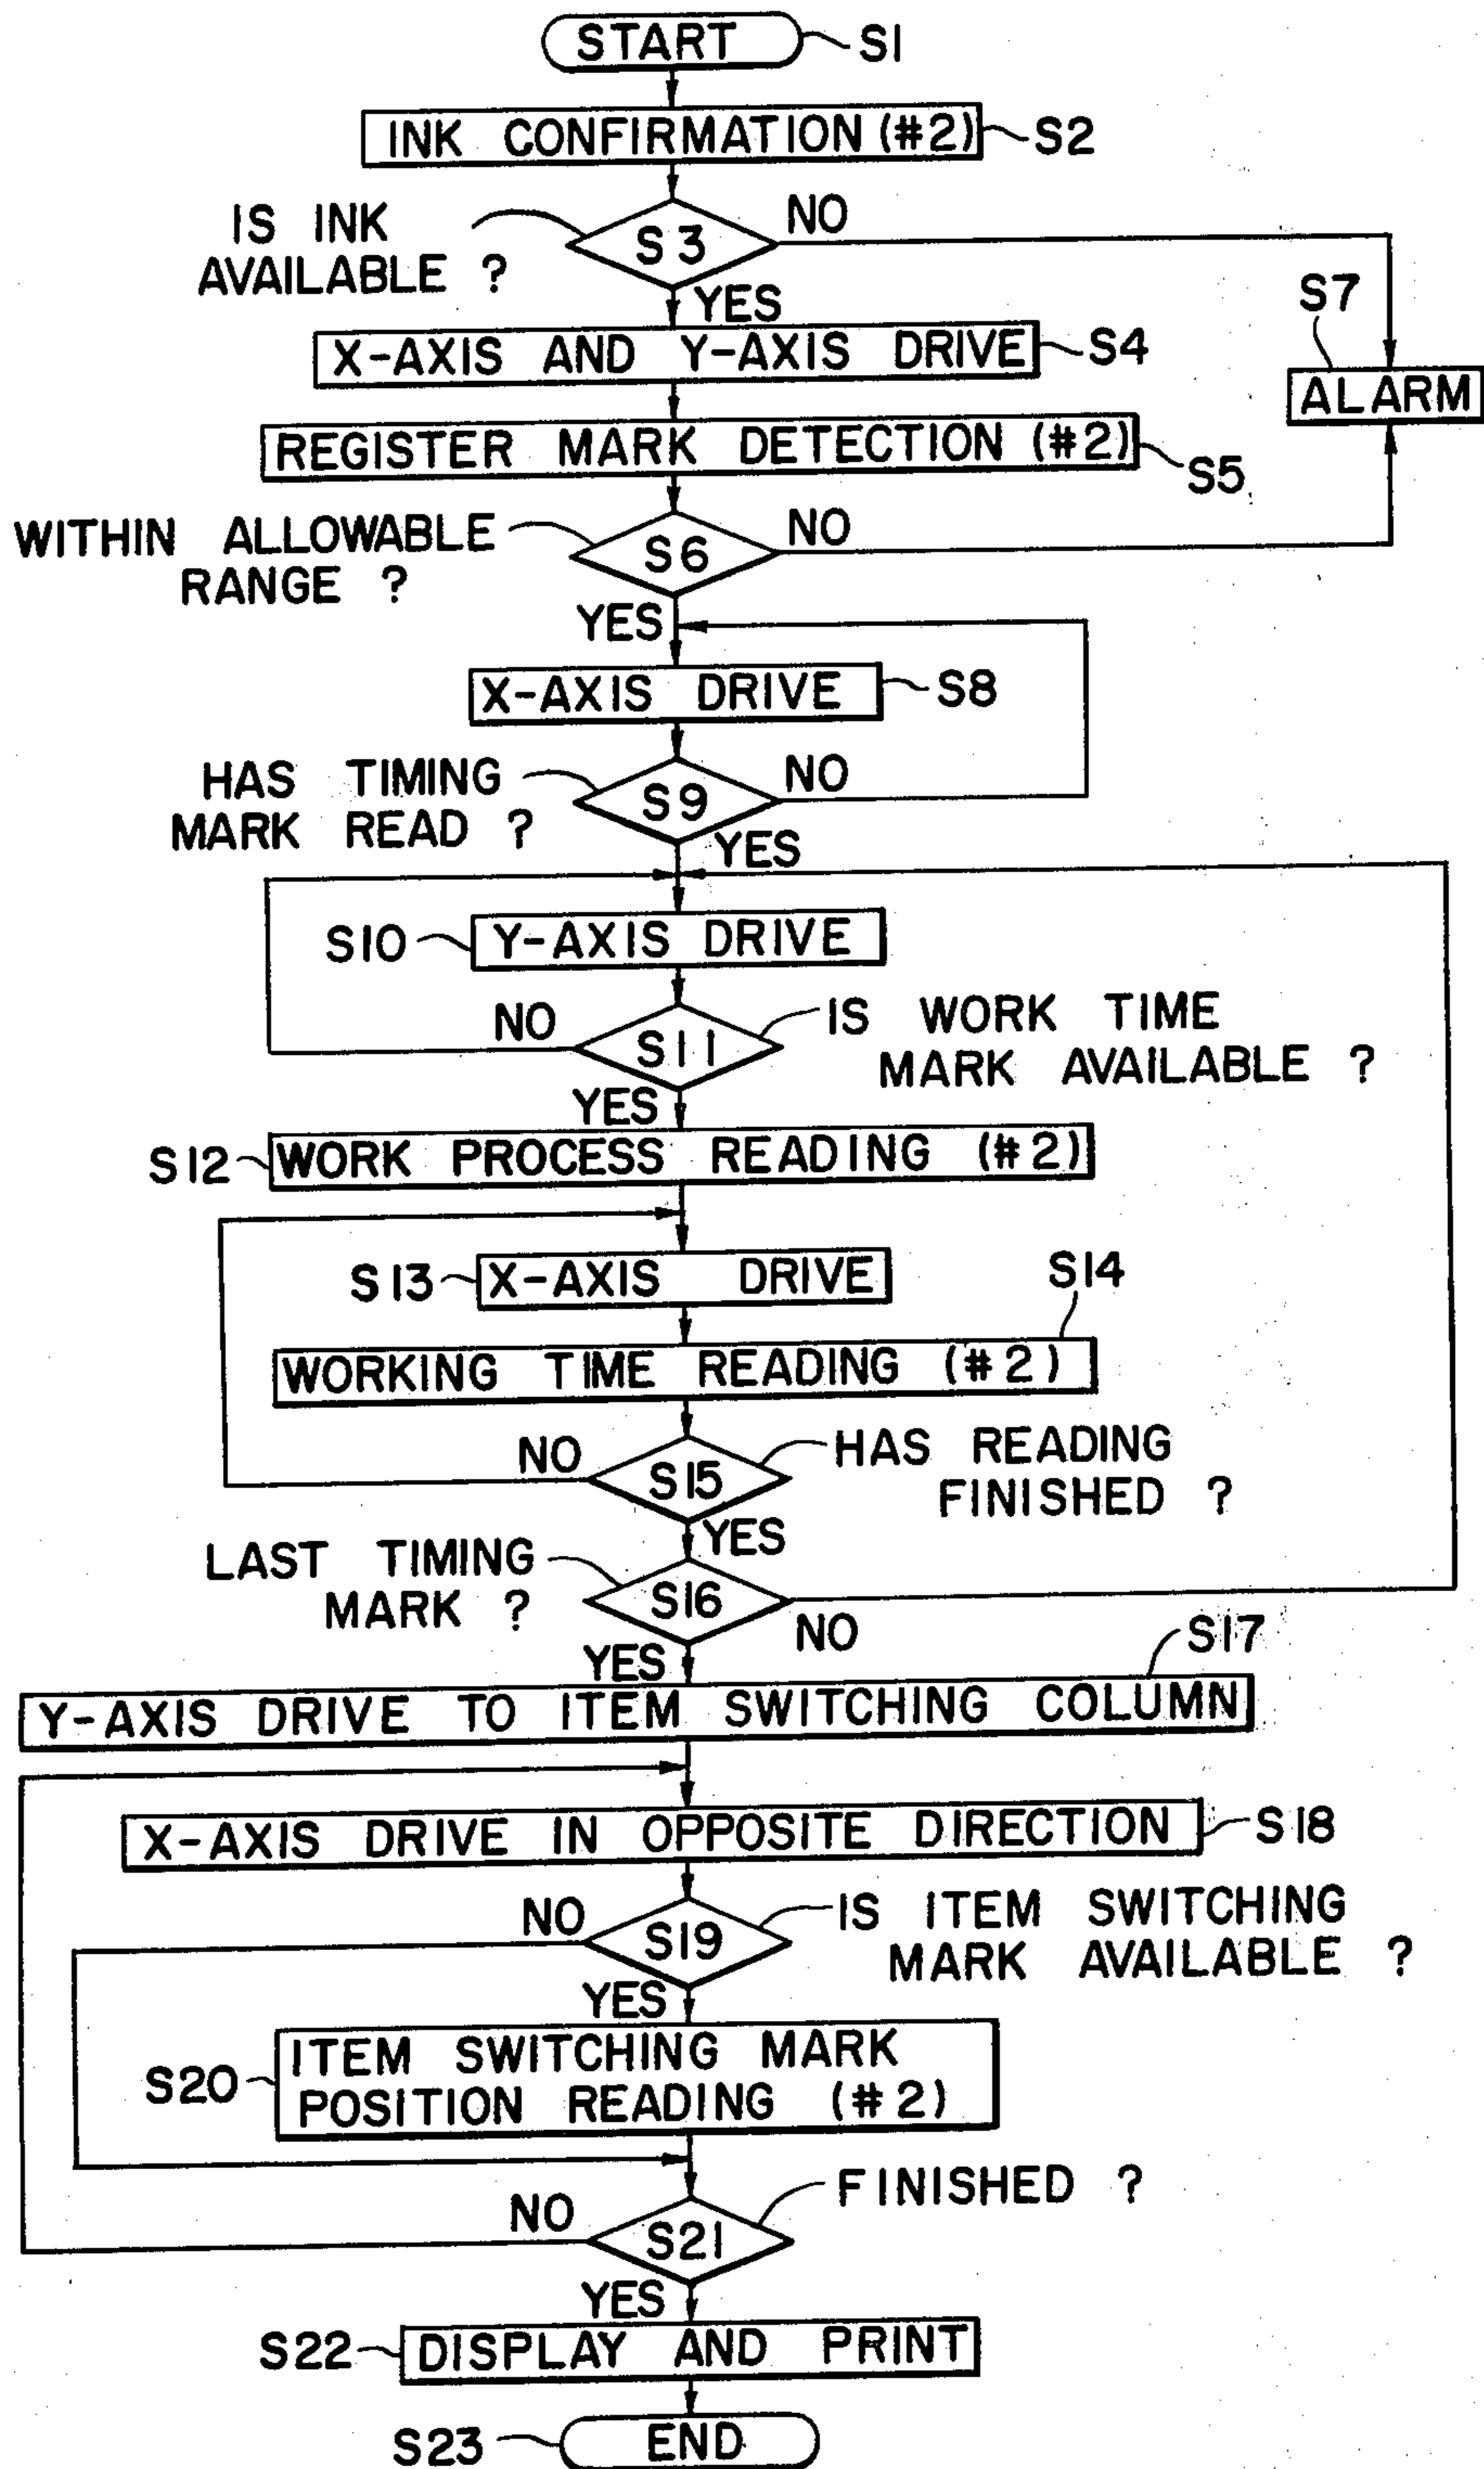 START
S1
INK CONFIRMATION (#2)
S2
IS INK
AVAILABLE ?
S3
NO
YES
S7
X-AXIS AND Y-AXIS DRIVE
S4
ALARM
REGISTER MARK DETECTION (#2)
S5
WITHIN ALLOWABLE
RANGE ?
S6
NO
YES
X-AXIS DRIVE
S8
HAS TIMING
MARK READ ?
S9
NO
YES
S10
Y-AXIS DRIVE
NO
S11
IS WORK TIME
MARK AVAILABLE ?
YES
S12
WORK PROCESS READING (#2)
S13
X-AXIS DRIVE
S14
WORKING TIME READING (#2)
NO
S15
HAS READING
FINISHED ?
YES
LAST TIMING
MARK ?
S16
NO
YES
S17
Y-AXIS DRIVE TO ITEM SWITCHING COLUMN
X-AXIS DRIVE IN OPPOSITE DIRECTION
S18
NO
S19
IS ITEM SWITCHING
MARK AVAILABLE ?
YES
S20
ITEM SWITCHING MARK
POSITION READING (#2)
FINISHED ?
NO
S21
YES
S22
DISPLAY AND PRINT
S23
END